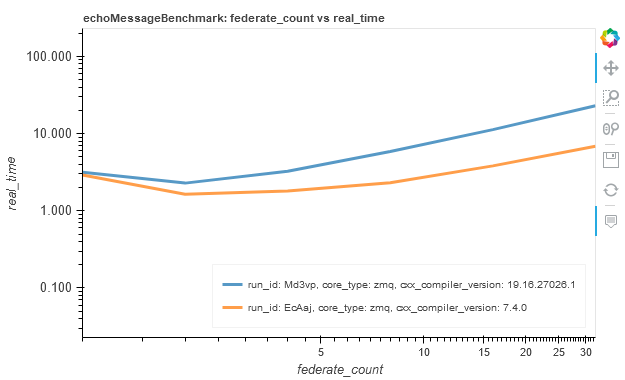 echoMessageBenchmark: federate_count vs real_time
100.000
10.000
1.000
0.100
real_time
run_id: Md3vp, core_type: zmq, cxx_compiler_version: 19.16.27026.1
run_id: EcAaj, core_type: zmq, cxx_compiler_version: 7.4.0
5 10 15 20 25 30
federate_count